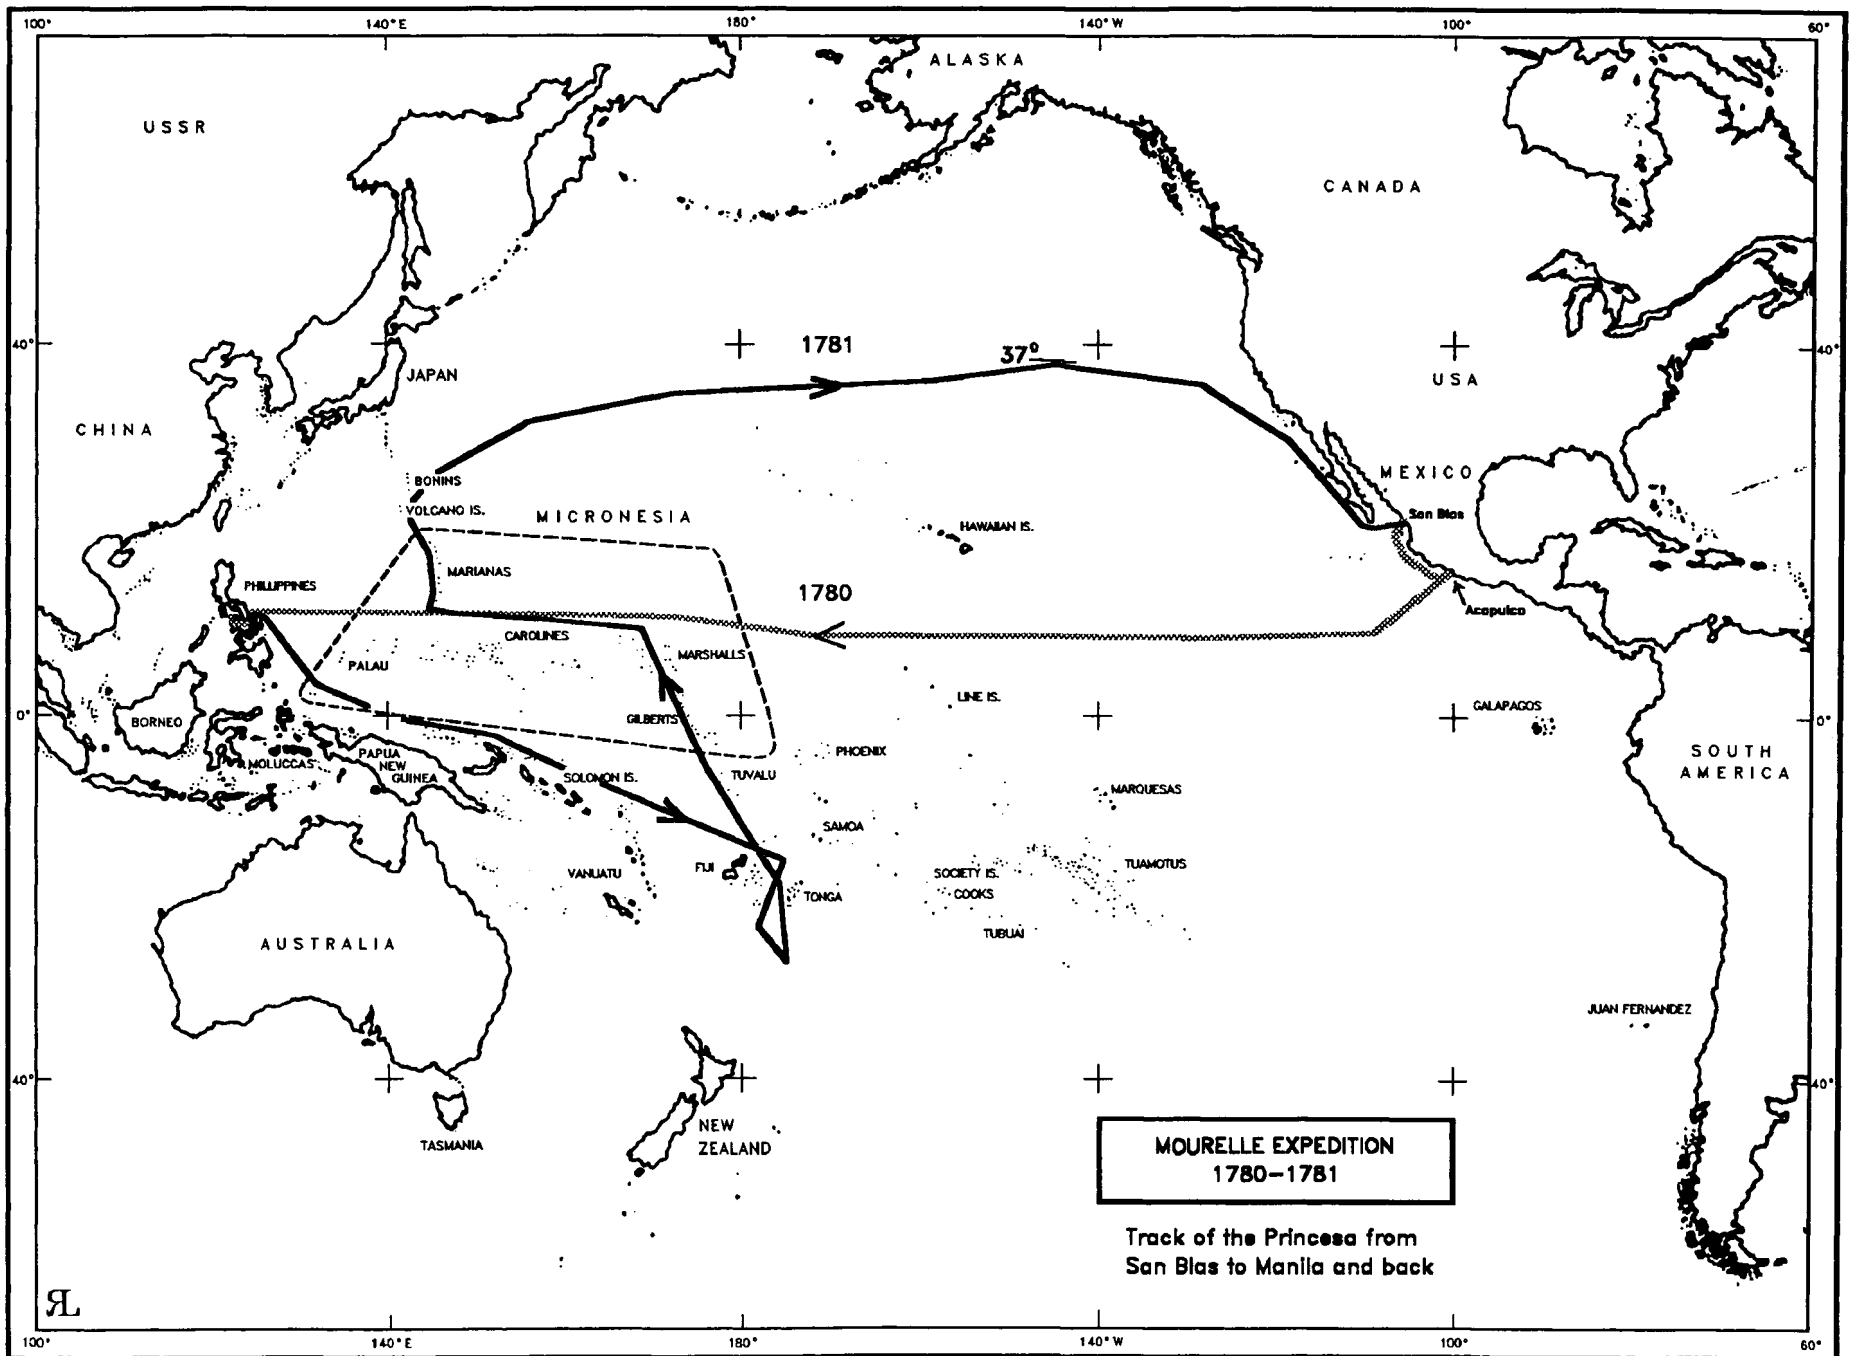 100° 140° E 180° 140° W 100° 60°
ALASKA
USSR
CANADA
40° 1781 37° 40°
JAPAN
USA
CHINA
MEXICO
BONINS
VOLCANO IS.
San Blas
MICRONESIA
HAWAIIAN IS.
MARIANAS
PHILLIPPINES
1780
Acapulco
CAROLINES
MARSHALLS
PALAU
LINE IS.
GALAPAGOS
0° BORNEO GILBERTS 0°
PHOENIX
SOUTH
AMERICA
MOLUCCAS
PAPUA
NEW
GUINEA
SOLOMON IS.
TUVALU
MARQUESAS
SAMOA
VANUATU
FIJI
SOCIETY IS.
TUAMOTUS
TONGA
COOKS
TUBUAI
AUSTRALIA
JUAN FERNANDEZ
40° 40°
TASMANIA
NEW
ZEALAND
MOURELLE EXPEDITION
1780–1781
Track of the Princesa from
San Blas to Manila and back
RL
100° 140° E 180° 140° W 100° 60°